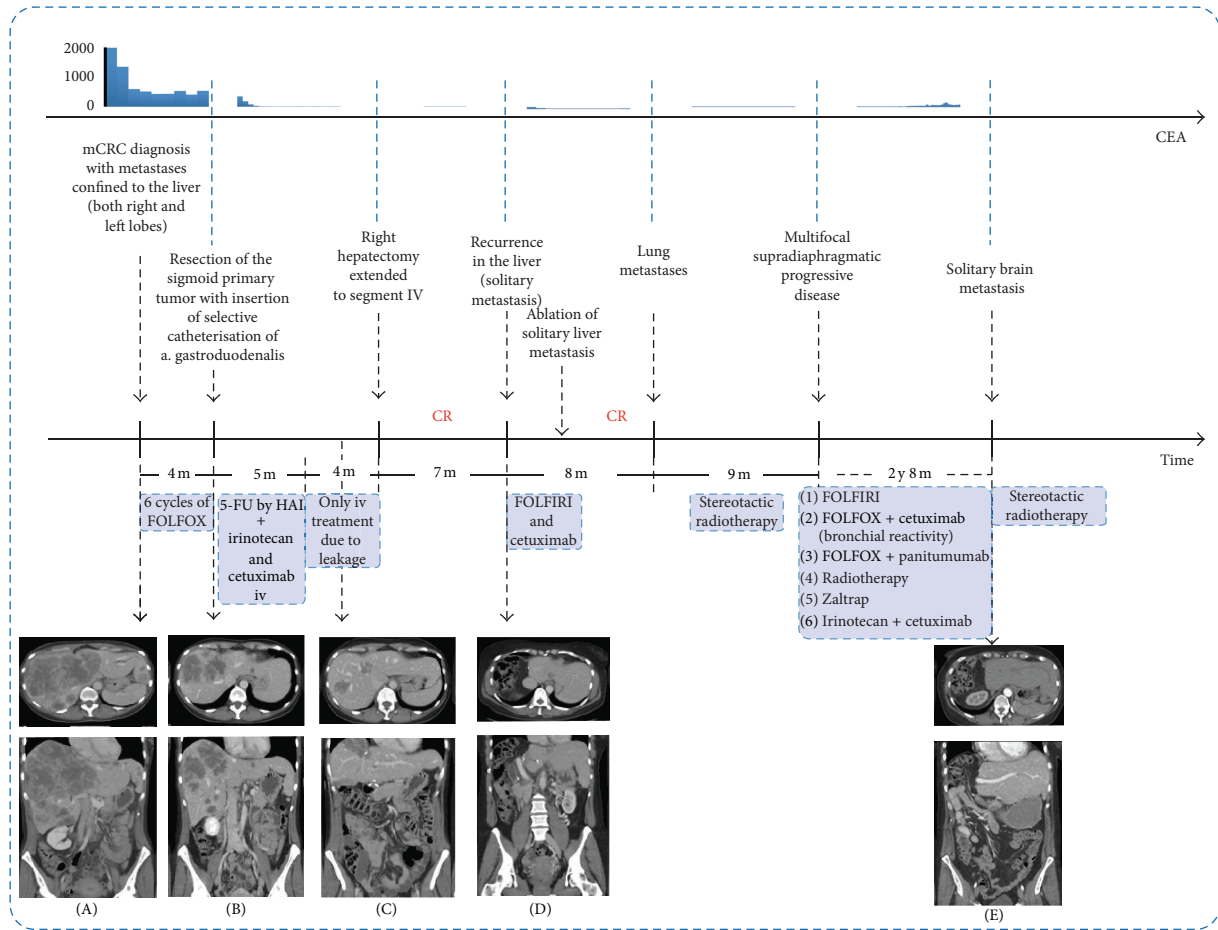 2000
1000
0
CEA
mCRC diagnosis
with metastases
confined to the liver
(both right and
left lobes)
Resection of the
sigmoid primary
tumor with insertion
of selective
catheterisation of
a. gastroduodenalis
Right
hepatectomy
extended
to segment IV
Recurrence
in the liver
(solitary
metastasis)
Ablation of
solitary liver
metastasis
Lung
metastases
Multifocal
supradiaphragmatic
progressive
disease
Solitary brain
metastasis
CR
CR
Time
4 m
5 m
4 m
7 m
8 m
9 m
2 y 8 m
6 cycles of
FOLFOX
5-FU by HAI
+
irinotecan
and
cetuximab
iv
Only iv
treatment
due to
leakage
FOLFIRI
and
cetuximab
Stereotactic
radiotherapy
(1) FOLFIRI
(2) FOLFOX + cetuximab
(bronchial reactivity)
(3) FOLFOX + panitumumab
(4) Radiotherapy
(5) Zaltrap
(6) Irinotecan + cetuximab
Stereotactic
radiotherapy
(A)
(B)
(C)
(D)
(E)